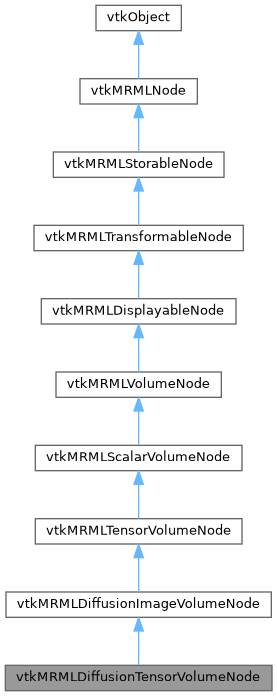 vtkObject
vtkMRMLNode
vtkMRMLStorableNode
vtkMRMLTransformableNode
vtkMRMLDisplayableNode
vtkMRMLVolumeNode
vtkMRMLScalarVolumeNode
vtkMRMLTensorVolumeNode
vtkMRMLDiffusionImageVolumeNode
vtkMRMLDiffusionTensorVolumeNode